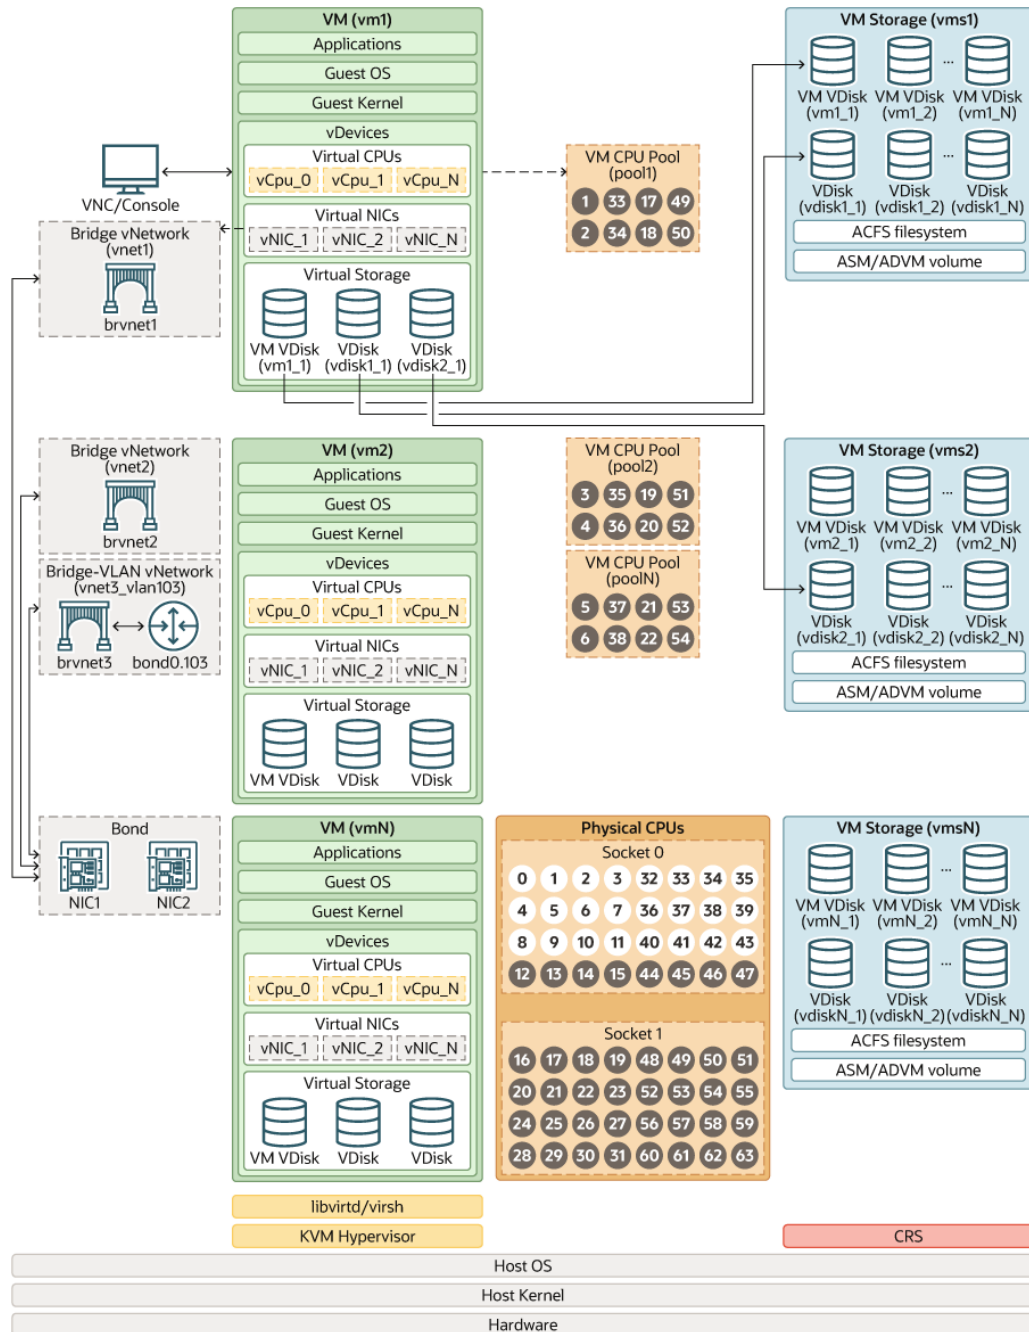 VM (vm1)
Applications
Guest OS
Guest Kernel
vDevices
Virtual CPUs
vCpu_0 vCpu_1 vCpu_N
Virtual NICs
vNIC_1 vNIC_2 vNIC_N
Virtual Storage
VM VDisk VDisk VDisk
(vm1_1) (vdisk1_1) (vdisk2_1)
VNC/Console
Bridge vNetwork
(vnet1)
brvnet1
VM CPU Pool
(pool1)
1 33 17 49
2 34 18 50
VM Storage (vms1)
...
VM VDisk VM VDisk VM VDisk
(vm1_1) (vm1_2) (vm1_N)
...
VDisk VDisk VDisk
(vdisk1_1) (vdisk1_2) (vdisk1_N)
ACFS filesystem
ASM/ADVM volume
Bridge vNetwork
(vnet2)
brvnet2
Bridge-VLAN vNetwork
(vnet3_vlan103)
brvnet3 bond0.103
VM (vm2)
Applications
Guest OS
Guest Kernel
vDevices
Virtual CPUs
vCpu_0 vCpu_1 vCpu_N
Virtual NICs
vNIC_1 vNIC_2 vNIC_N
Virtual Storage
VM VDisk VDisk VDisk
VM CPU Pool
(pool2)
3 35 19 51
4 36 20 52
VM CPU Pool
(poolN)
5 37 21 53
6 38 22 54
VM Storage (vms2)
...
VM VDisk VM VDisk VM VDisk
(vm2_1) (vm2_2) (vm2_N)
...
VDisk VDisk VDisk
(vdisk2_1) (vdisk2_2) (vdisk2_N)
ACFS filesystem
ASM/ADVM volume
Bond
NIC1 NIC2
VM (vmN)
Applications
Guest OS
Guest Kernel
vDevices
Virtual CPUs
vCpu_0 vCpu_1 vCpu_N
Virtual NICs
vNIC_1 vNIC_2 vNIC_N
Virtual Storage
VM VDisk VDisk VDisk
Physical CPUs
Socket 0
0 1 2 3 32 33 34 35
4 5 6 7 36 37 38 39
8 9 10 11 40 41 42 43
12 13 14 15 44 45 46 47
Socket 1
16 17 18 19 48 49 50 51
20 21 22 23 52 53 54 55
24 25 26 27 56 57 58 59
28 29 30 31 60 61 62 63
VM Storage (vmsN)
...
VM VDisk VM VDisk VM VDisk
(vmN_1) (vmN_2) (vmN_N)
...
VDisk VDisk VDisk
(vdiskN_1) (vdiskN_2) (vdiskN_N)
ACFS filesystem
ASM/ADVM volume
libvirtd/virsh
KVM Hypervisor
CRS
Host OS
Host Kernel
Hardware